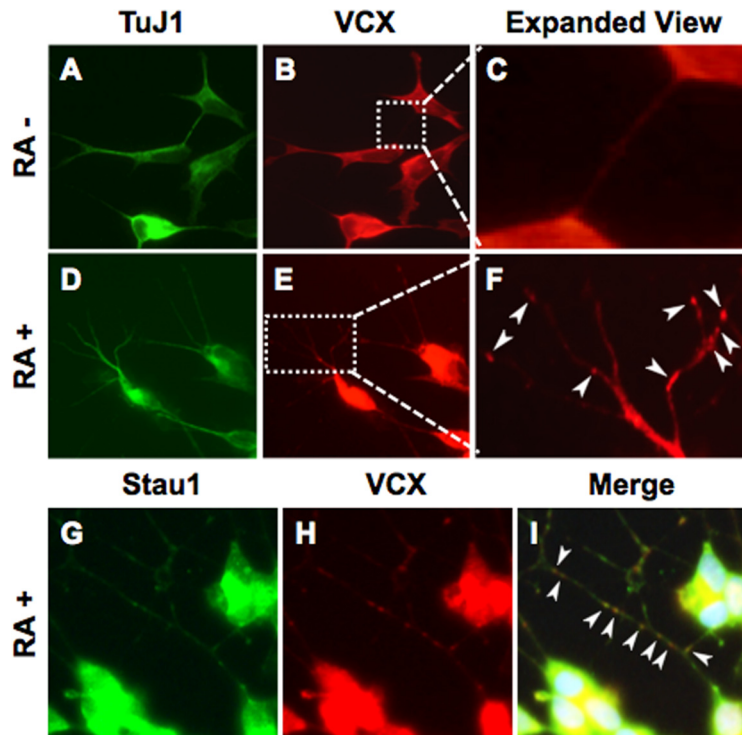 TuJ1 VCX Expanded View
RA -
A B C
RA +
D E F
Stau1 VCX Merge
RA +
G H I